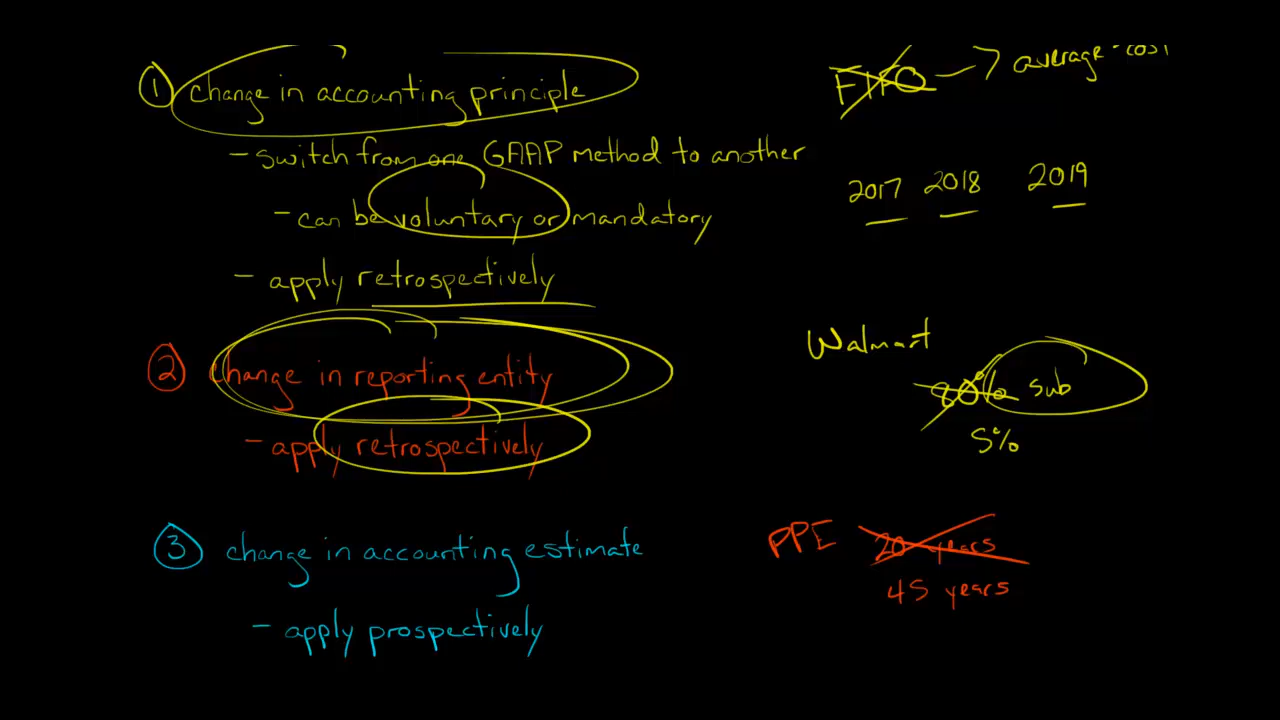 ① change in accounting principle
- switch from one GAAP method to another
- can be voluntary or mandatory
- apply retrospectively
② change in reporting entity
- apply retrospectively
③ change in accounting estimate
- apply prospectively
FIFO → average-cost
2017 2018 2019
Walmart
80% sub
5%
PPE 20 years
45 years